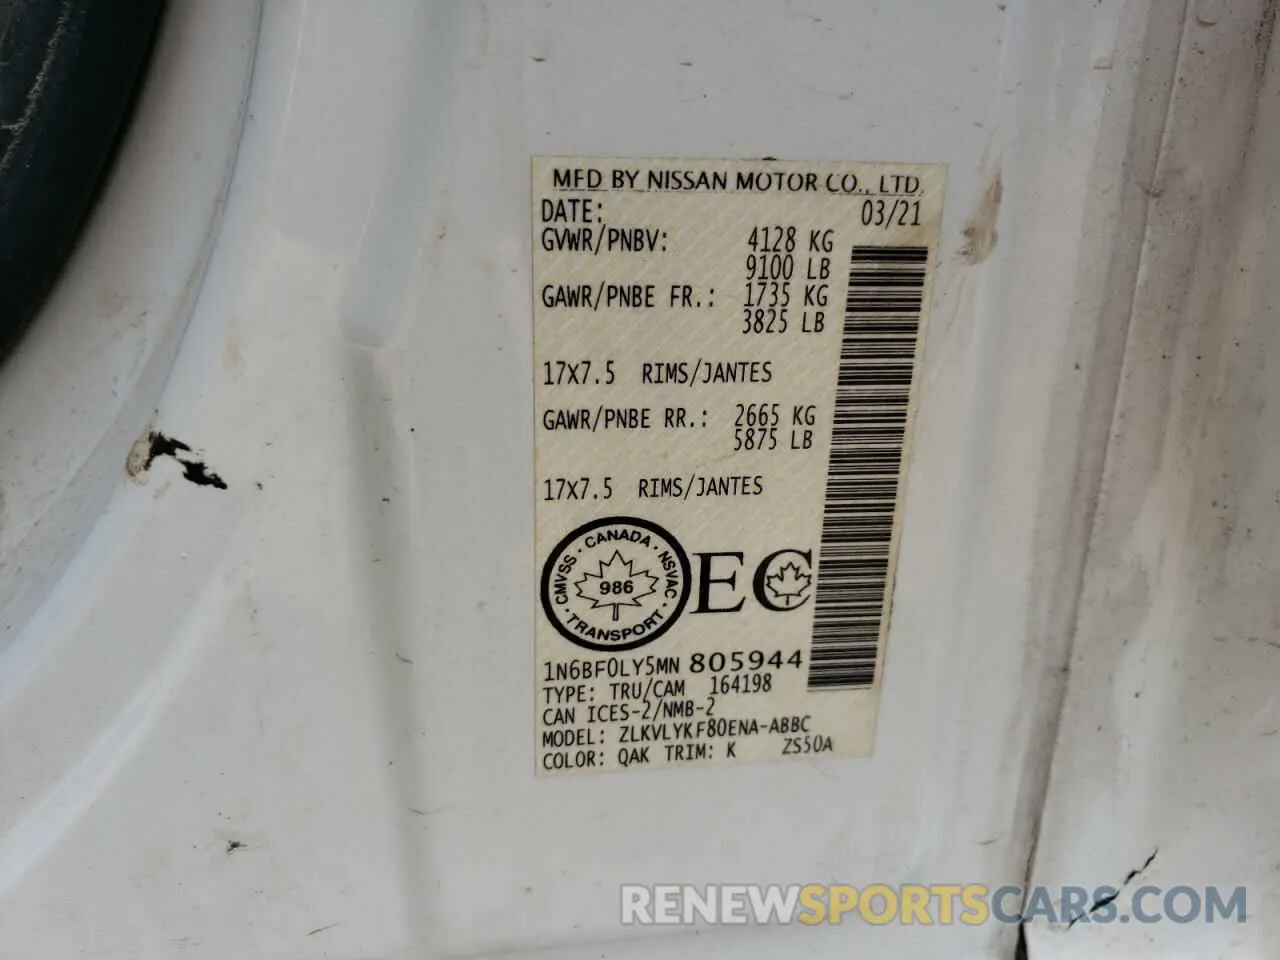 MFD BY NISSAN MOTOR CO., LTD.
DATE: 03/21
GVWR/PNBV: 4128 KG
9100 LB
GAWR/PNBE FR.: 1735 KG
3825 LB
17X7.5 RIMS/JANTES
GAWR/PNBE RR.: 2665 KG
5875 LB
17X7.5 RIMS/JANTES
CMVSS · CANADA · NSVAC · TRANSPORT ·
986
EC
1N6BF0LY5MN 805944
TYPE: TRU/CAM 164198
CAN ICES-2/NMB-2
MODEL: ZLKVLYKF80ENA-ABBC
COLOR: QAK TRIM: K ZS50A
RENEWSPORTSCARS.COM